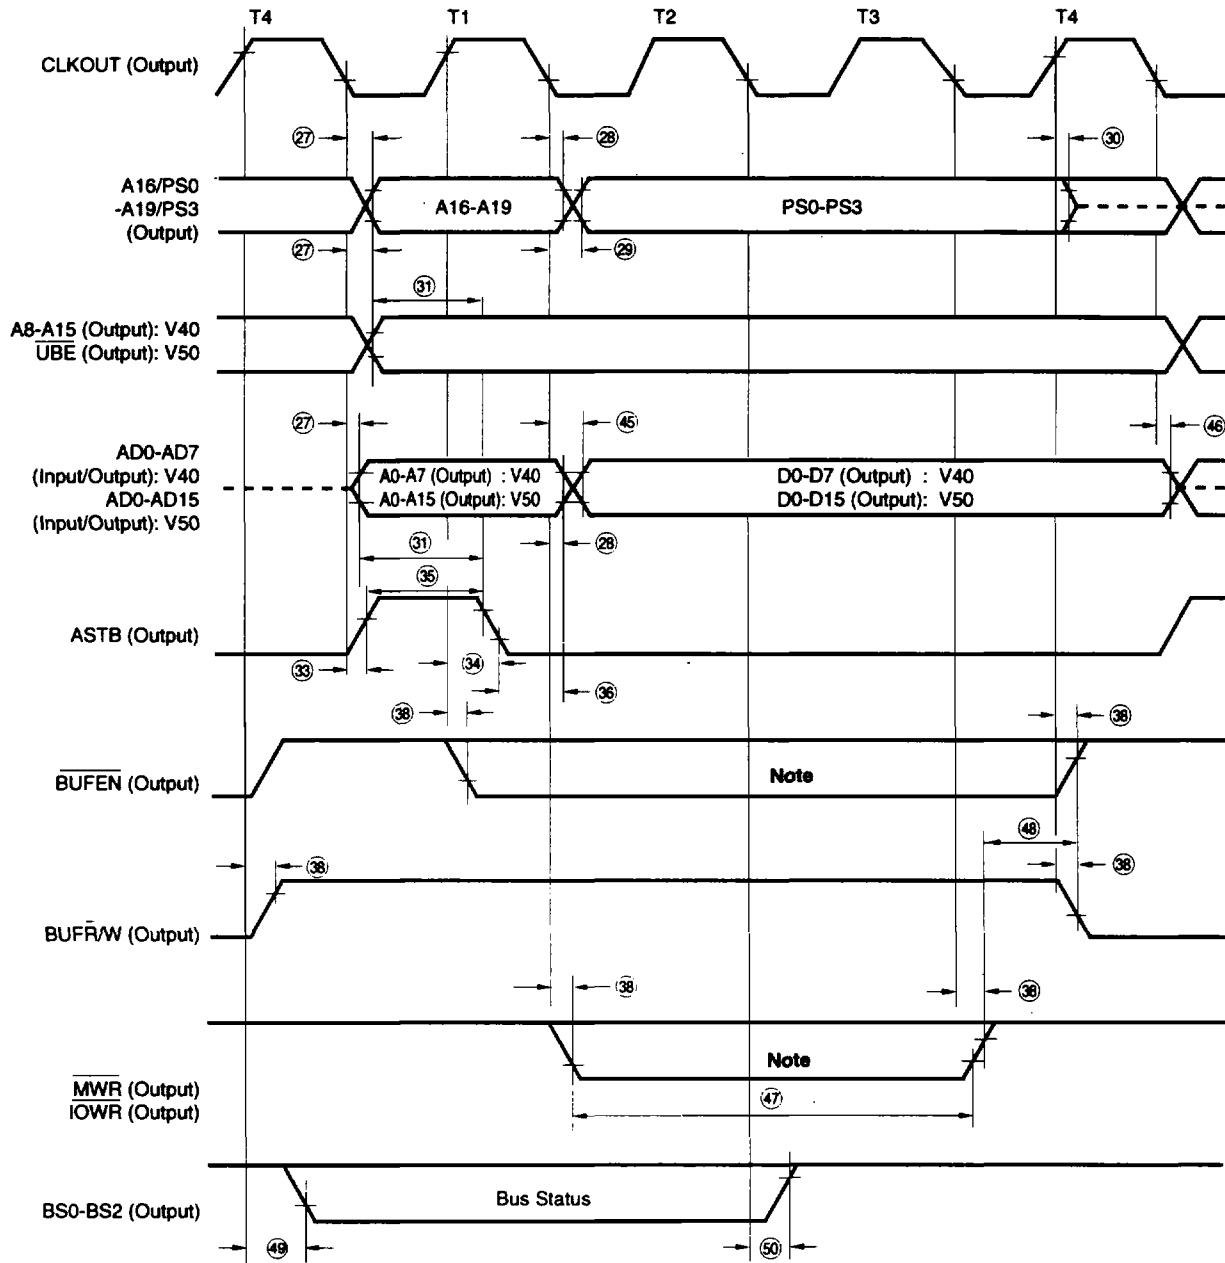 T4 T1 T2 T3 T4
CLKOUT (Output)
27 28 30
A16/PS0
-A19/PS3
(Output)
A16-A19 PS0-PS3
27 29
31
A8-A15 (Output): V40
UBE (Output): V50
27 45 46
AD0-AD7
(Input/Output): V40
AD0-AD15
(Input/Output): V50
A0-A7 (Output) : V40
A0-A15 (Output): V50
D0-D7 (Output) : V40
D0-D15 (Output): V50
31 28
35
ASTB (Output)
33 34
36
38 38
BUFEN (Output)
Note
48
38 38
BUFR̄/W (Output)
38 38
Note
MWR (Output)
IOWR (Output)
47
BS0-BS2 (Output)
Bus Status
49 50